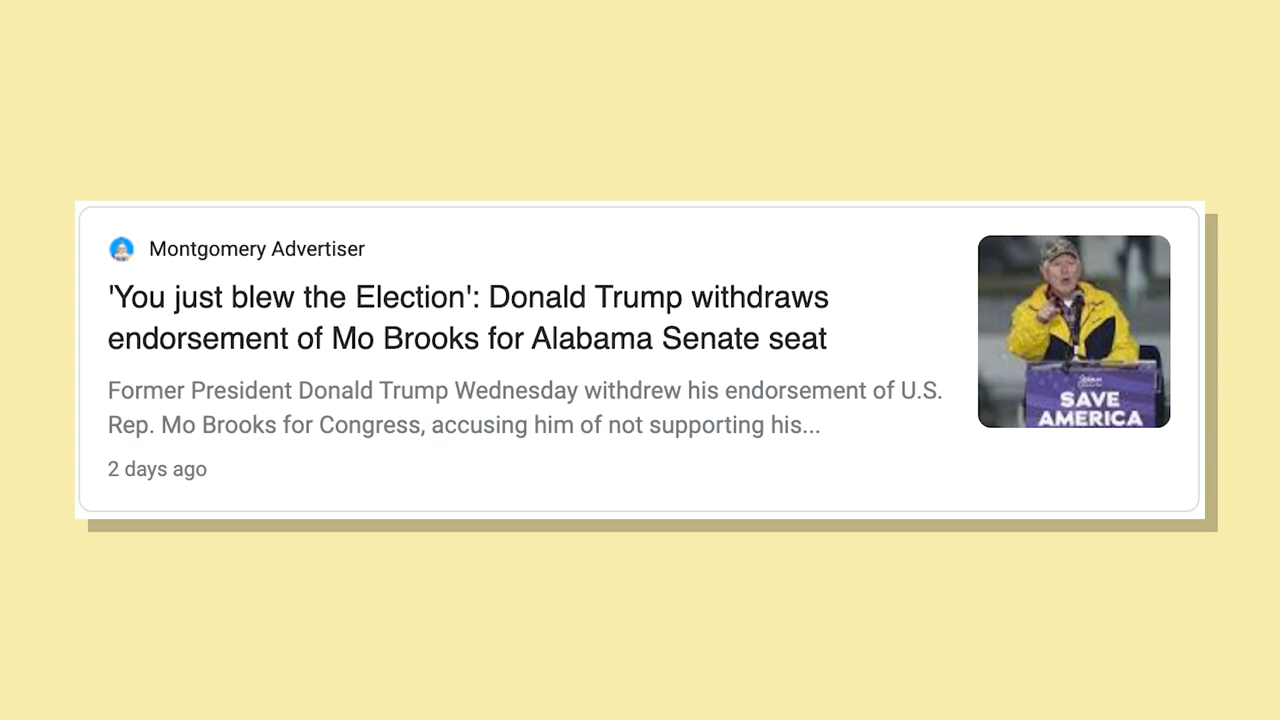 Montgomery Advertiser
'You just blew the Election': Donald Trump withdraws
endorsement of Mo Brooks for Alabama Senate seat
Former President Donald Trump Wednesday withdrew his endorsement of U.S.
Rep. Mo Brooks for Congress, accusing him of not supporting his...
2 days ago
SAVE
AMERICA